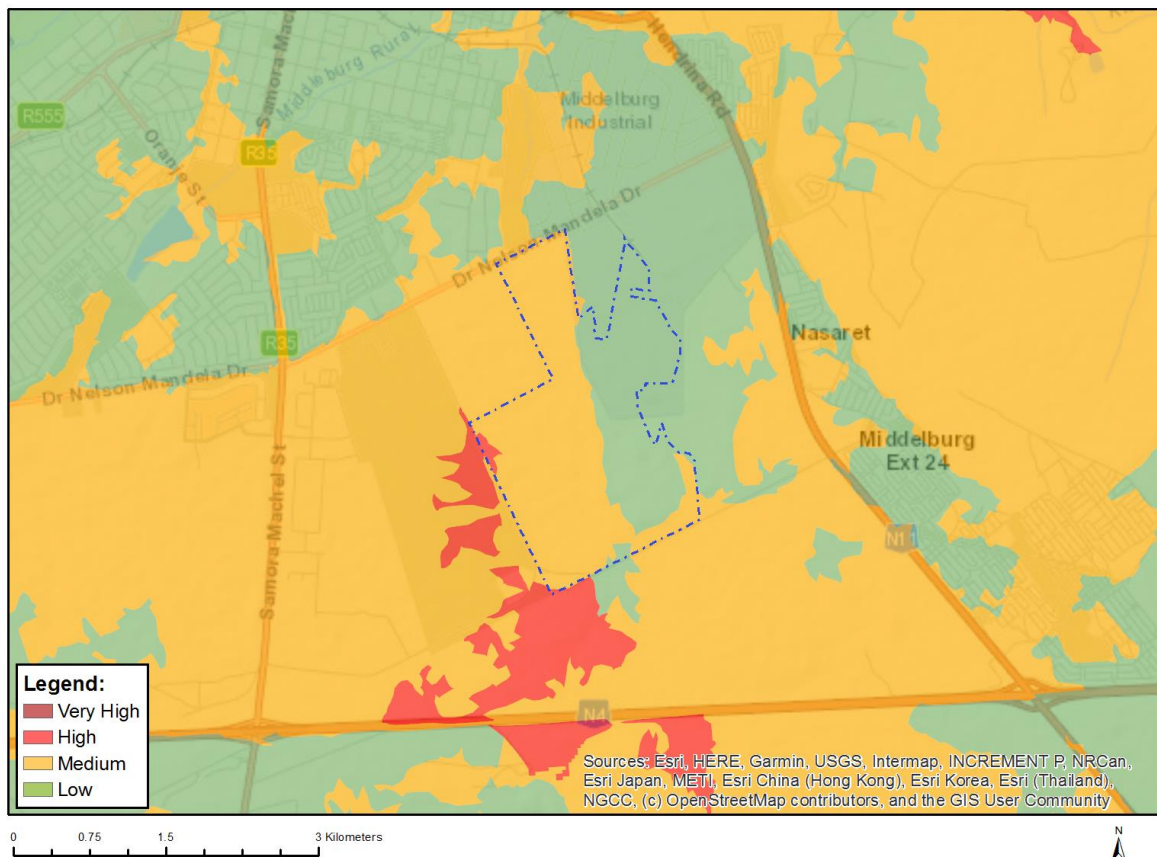 Samora Mach
Middleburg Rural
Hendrina Rd
R555
Oranje St
R35
Middelburg
Industrial
Dr Nelson Mandela Dr
R35
Nasaret
Dr Nelson Mandela Dr
Middelburg
Ext 24
Samora Machel St
N11
N4
Legend:
Very High
High
Medium
Low
Sources: Esri, HERE, Garmin, USGS, Intermap, INCREMENT P, NRCan,
Esri Japan, METI, Esri China (Hong Kong), Esri Korea, Esri (Thailand),
NGCC, (c) OpenStreetMap contributors, and the GIS User Community
0 0.75 1.5 3 Kilometers
N